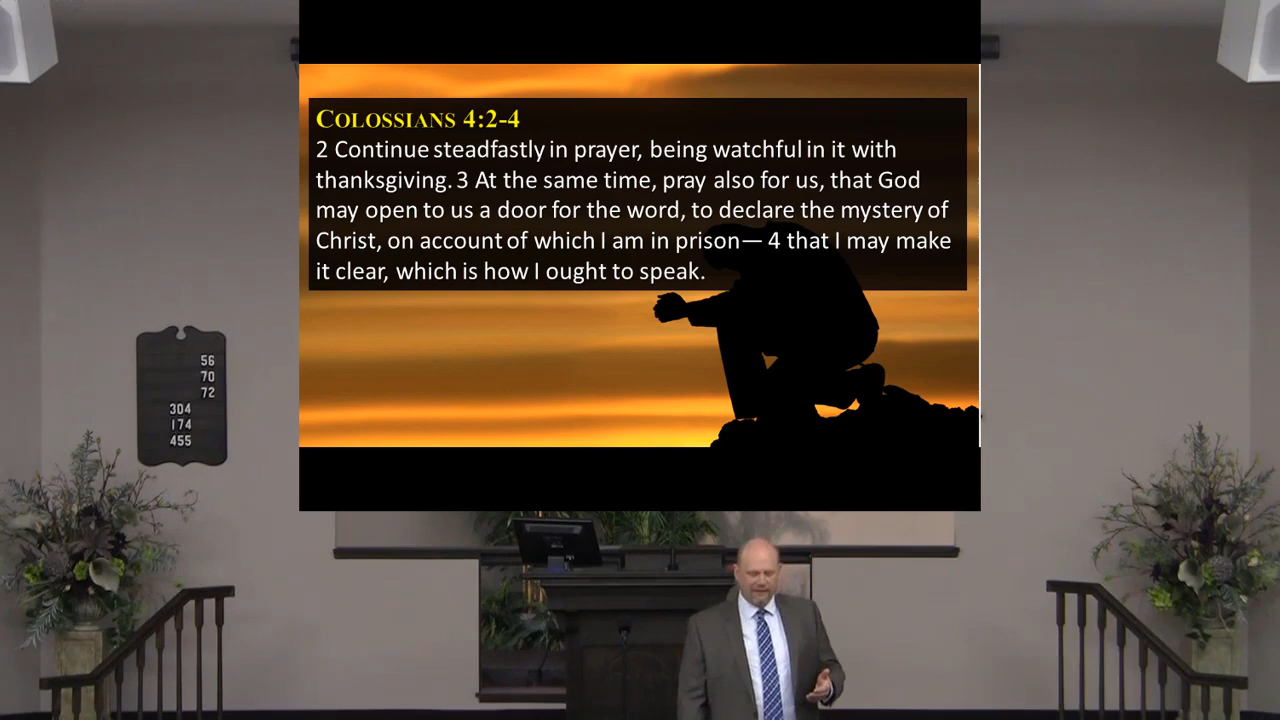 COLOSSIANS 4:2-4
2 Continue steadfastly in prayer, being watchful in it with
thanksgiving. 3 At the same time, pray also for us, that God
may open to us a door for the word, to declare the mystery of
Christ, on account of which I am in prison— 4 that I may make
it clear, which is how I ought to speak.
56
70
72
304
174
455